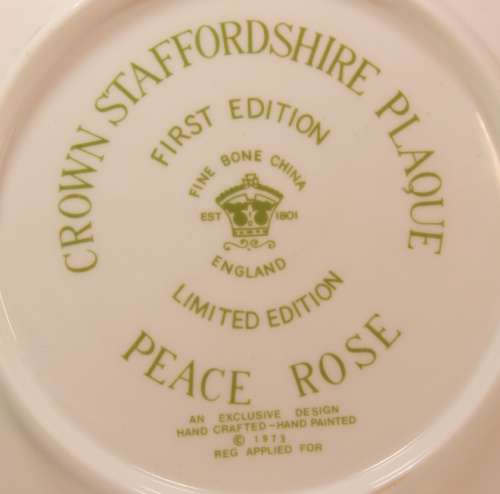 CROWN STAFFORDSHIRE PLAQUE
FIRST EDITION
FINE BONE CHINA
EST 1801
ENGLAND
LIMITED EDITION
PEACE ROSE
AN EXCLUSIVE DESIGN
HAND CRAFTED-HAND PAINTED
© 1973
REG APPLIED FOR